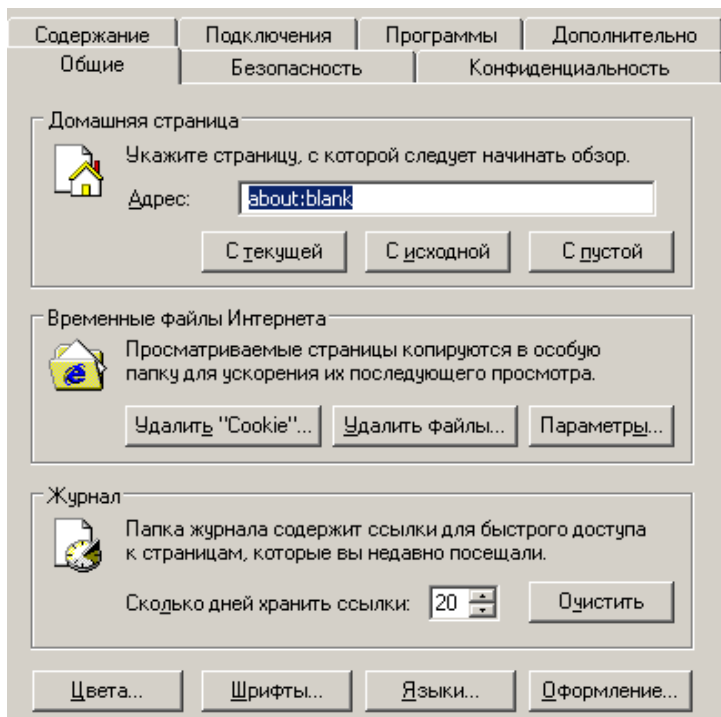 Содержание Подключения Программы Дополнительно
Общие Безопасность Конфиденциальность
Домашняя страница
Укажите страницу, с которой следует начинать обзор.
Адрес: about:blank
С текущей С исходной С пустой
Временные файлы Интернета
Просматриваемые страницы копируются в особую
папку для ускорения их последующего просмотра.
Удалить "Cookie"... Удалить файлы... Параметры...
Журнал
Папка журнала содержит ссылки для быстрого доступа
к страницам, которые вы недавно посещали.
Сколько дней хранить ссылки: 20 Очистить
Цвета... Шрифты... Языки... Оформление...